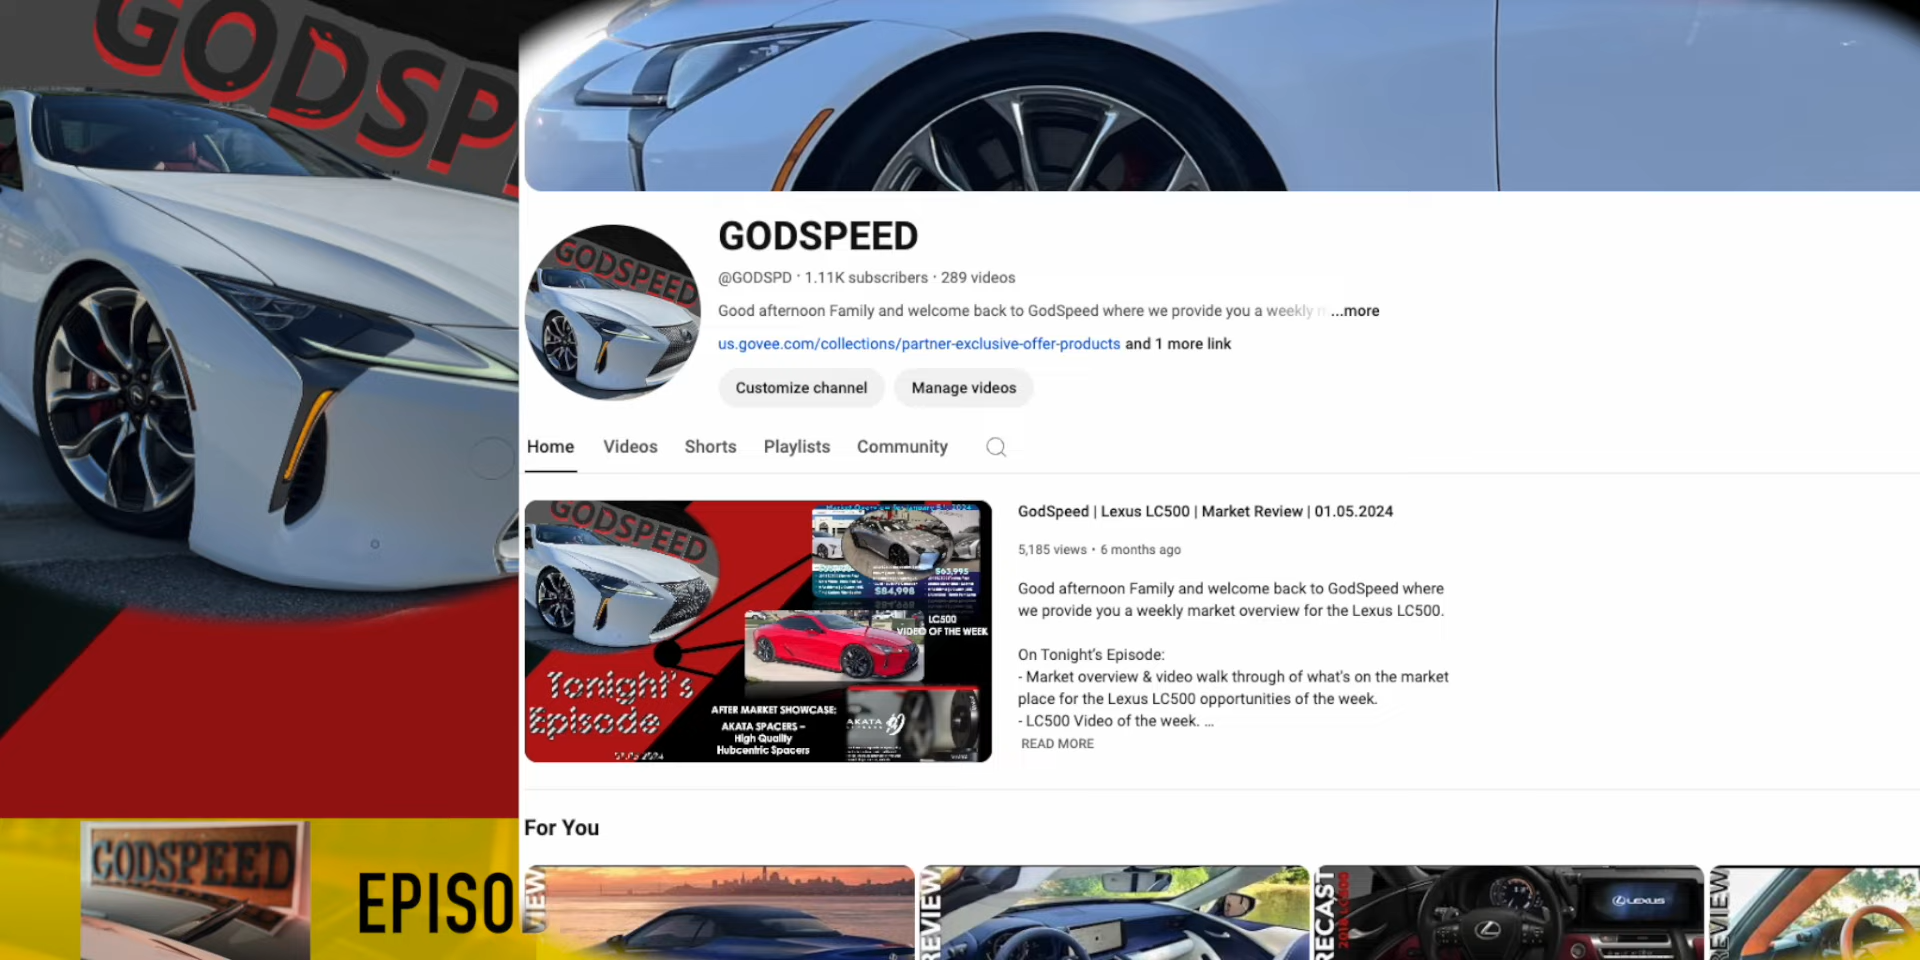 GODSP
GODSPEED
@GODSPD · 1.11K subscribers · 289 videos
Good afternoon Family and welcome back to GodSpeed where we provide you a weekly ...more
us.govee.com/collections/partner-exclusive-offer-products and 1 more link
GODSPEED
Customize channel
Manage videos
Home
Videos
Shorts
Playlists
Community
GODSPEED
$63,995
$84,998
LC500
VIDEO OF THE WEEK
Tonight's
Episode
AFTER MARKET SHOWCASE:
AKATA SPACERS –
High Quality
Hubcentric Spacers
AKATA
GodSpeed | Lexus LC500 | Market Review | 01.05.2024
5,185 views • 6 months ago
Good afternoon Family and welcome back to GodSpeed where
we provide you a weekly market overview for the Lexus LC500.
On Tonight's Episode:
- Market overview & video walk through of what's on the market
place for the Lexus LC500 opportunities of the week.
- LC500 Video of the week. ...
READ MORE
For You
GODSPEED
EPISO
VIEW
REVIEW
RECAST
LEXUS
REVIEW